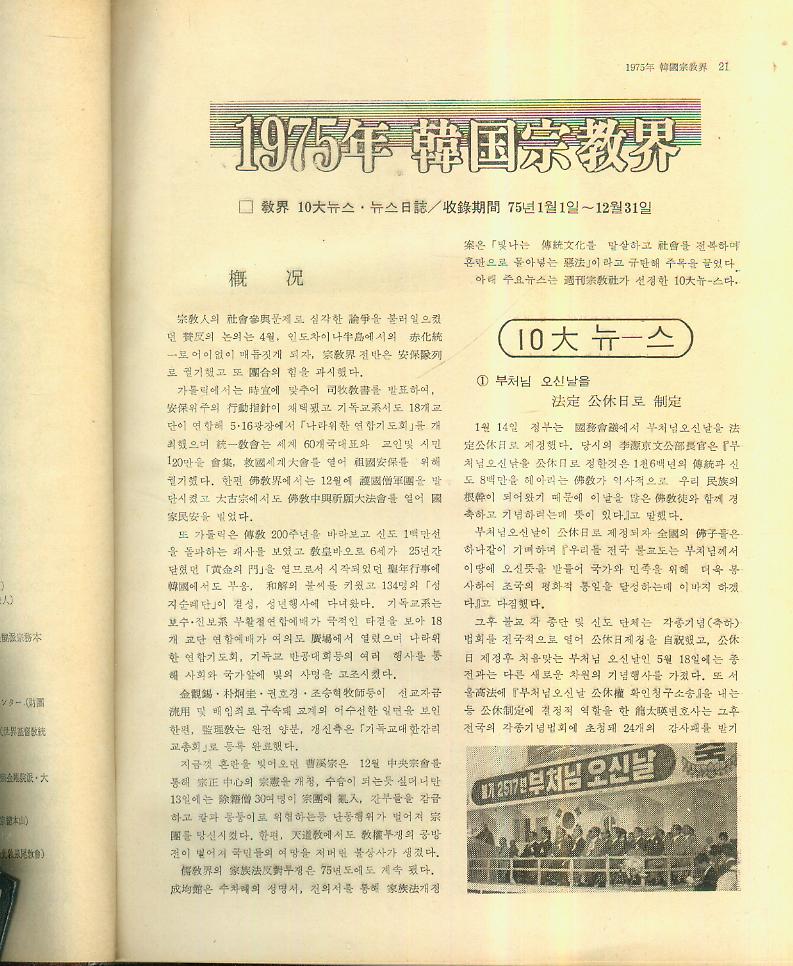 1975年 韓國宗教界 21
1975年 韓国宗教界
□ 敎界 10大뉴스·뉴스日誌/收錄期間 75년1월1일~12월31일
概 況
宗敎人의 社會參與문제로 심각한 論爭을 불러일으켰
던 贊反의 논의는 4월, 인도차이나半島에서의 赤化統
一로 어이없이 매듭짓게 되자, 宗敎界 전반은 安保隊列
로 궐기했고 또 團合의 힘을 과시했다.
가톨릭에서는 時宜에 맞추어 司牧敎書를 발표하여,
安保위주의 行動指針이 채택됐고 기독교系서도 18개교
단이 연합해 5·16광장에서 「나라위한 연합기도회」를 개
최했으며 統一敎會는 세계 60개국대표와 교인및 시민
120만을 會集, 救國세계大會를 열어 祖國安保를 위해
궐기했다. 한편 佛敎界에서는 12월에 護國僧軍團을 발
단시켰고 太古宗에서도 佛敎中興祈願大法會를 열어 國
家民安을 빌었다.
또 가톨릭은 傳敎 200주년을 바라보고 신도 1백만선
을 돌파하는 쾌사를 보였고 敎皇바오로 6세가 25년간
닫혔던 「黃金의 門」을 열므로서 시작되었던 聖年行事에
韓國에서도 부응, 和解의 불씨를 키웠고 134명의 「성
지순례단」이 결성, 성년행사에 다녀왔다. 기독교系는
보수·진보系 부활절연합예배가 극적인 타결을 보아 18
개 교단 연합예배가 여의도 廣場에서 열렸으며 나라위
한 연합기도회, 기독교 반공대회등의 여러 행사를 통
해 사회와 국가앞에 빛의 사명을 고조시켰다.
金觀錫·朴炯圭·권호경·조승혁牧師등이 선교자금
流用 및 배임죄로 구속돼 교계의 어수선한 일면을 보인
한편, 監理敎는 완전 양분, 갱신측은 「기독교대한감리
교총회」로 등록 완료했다.
지금껏 혼란을 빚어오던 曹溪宗은 12월 中央宗會를
통해 宗正 中心의 宗憲을 개정, 수습이 되는듯 싶더니만
13일에는 除籍僧 30여명이 宗團에 亂入, 간부들을 감금
하고 칼과 몽둥이로 위협하는등 난동행위가 벌어져 宗
團를 망신시켰다. 한편, 天道敎에서도 敎權투쟁의 공방
전이 벌어져 국민들의 여망을 저버린 불상사가 생겼다.
儒敎界의 家族法反對투쟁은 75년도에도 계속 됐다.
成均館은 수차례의 성명서, 건의서를 통해 家族法개정
案은 「빛나는 傳統文化를 말살하고 社會를 전복하며
혼란으로 몰아넣는 惡法」이라고 규탄해 주목을 끌었다.
아래 주요뉴스는 週刊宗敎社가 선정한 10大뉴-스다.
10大 뉴-스
① 부처님 오신날을
法定 公休日로 制定
1월 14일 정부는 國務會議에서 부처님오신날을 法
定公休日로 제정했다. 당시의 李源京文公部長官은 『부
처님오신날을 公休日로 정한것은 1천6백년의 傳統과 신
도 8백만을 헤아리는 佛敎가 역사적으로 우리 民族의
根幹이 되어왔기 때문에 이날을 많은 佛敎徒와 함께 경
축하고 기념하려는데 뜻이 있다』고 말했다.
부처님오신날이 公休日로 제정되자 全國의 佛子들은
하나같이 기뻐하며 『우리들 전국 불교도는 부처님께서
이땅에 오신뜻을 받들어 국가와 민족을 위해 더욱 봉
사하여 조국의 평화적 통일을 달성하는데 이바지 하겠
다』고 다짐했다.
그후 불교 각 종단 및 신도 단체는 각종기념(축하)
법회를 전국적으로 열어 公休日제정을 自祝했고, 公休
日 제정후 처음맞는 부처님 오신날인 5월 18일에는 종
전과는 다른 새로운 차원의 기념행사를 가졌다. 또 서
울高法에 『부처님오신날 公休權 확인청구소송』을 내는
등 公休制定에 결정적 역할을 한 龍太暎변호사는 그후
전국의 각종기념법회에 초청돼 24개의 감사패를 받기
불기 2517년 부처님 오신날
축
)
人)
ンター(財團
大
宗總本山)